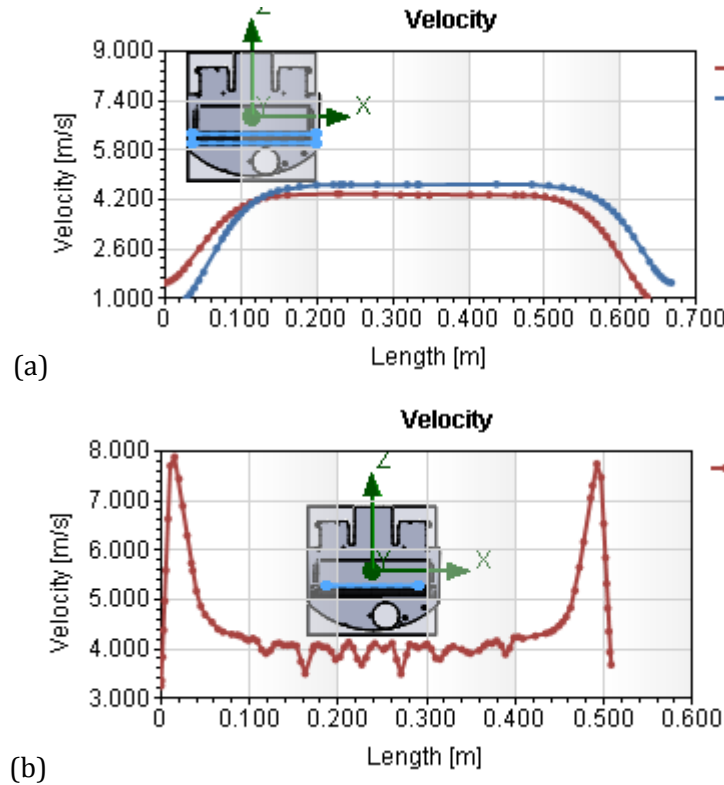 Velocity
Z
Y
X
9.000
7.400
5.800
4.200
2.600
1.000
Velocity [m/s]
0
0.100
0.200
0.300
0.400
0.500
0.600
0.700
Length [m]
(a)
Velocity
Z
Y
X
8.000
7.000
6.000
5.000
4.000
3.000
Velocity [m/s]
0
0.100
0.200
0.300
0.400
0.500
0.600
Length [m]
(b)